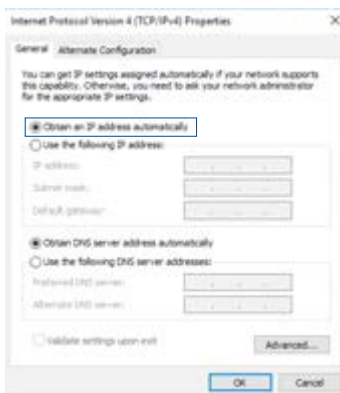 Internet Protocol Version 4 (TCP/IPv4) Properties
General Alternate Configuration
You can get IP settings assigned automatically if your network supports
this capability. Otherwise, you need to ask your network administrator
for the appropriate IP settings.
Obtain an IP address automatically
Use the following IP address:
IP address:
Subnet mask:
Default gateway:
Obtain DNS server address automatically
Use the following DNS server addresses:
Preferred DNS server:
Alternate DNS server:
Validate settings upon exit
Advanced...
OK Cancel